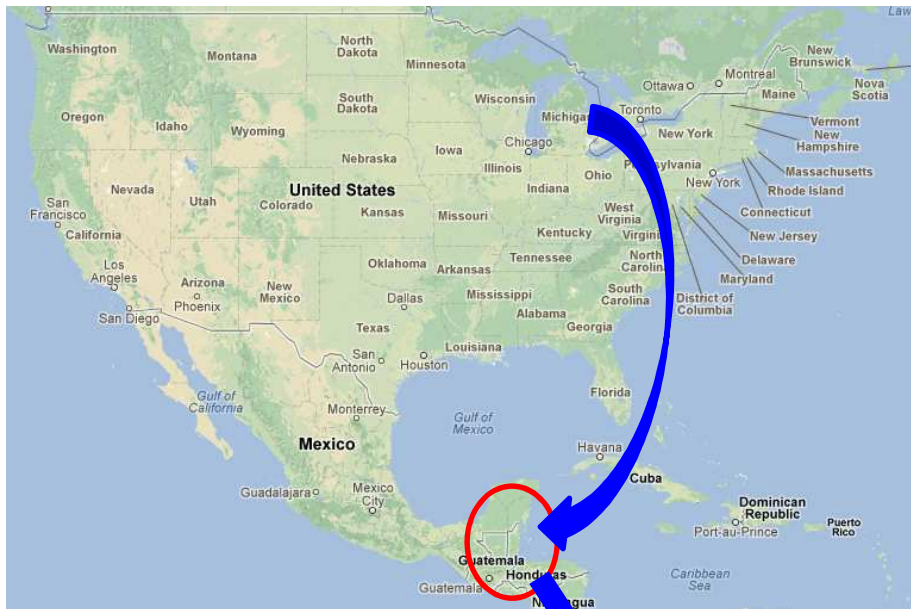 Law
Washington
Montana
North
Dakota
Minnesota
New
Brunswick
Ottawa
Montreal
Maine
Nova
Scotia
Oregon
Idaho
Wyoming
South
Dakota
Wisconsin
Toronto
Vermont
New
Hampshire
Chicago
New York
Iowa
Nebraska
Illinois
Indiana
Ohio
Massachusetts
New York
Rhode Island
Connecticut
Nevada
Utah
Colorado
United States
Kansas
Missouri
West
Virginia
Kentucky
New Jersey
Delaware
Maryland
San
Francisco
California
Los
Angeles
San Diego
Arizona
Phoenix
New
Mexico
Oklahoma
Arkansas
Tennessee
North
Carolina
South
Carolina
District of
Columbia
Dallas
Mississippi
Alabama
Georgia
Texas
Louisiana
San
Antonio
Houston
Florida
Gulf of
California
Monterrey
Gulf of
Mexico
Mexico
Havana
Cuba
Guadalajara
Mexico
City
Dominican
Republic
Port-au-Prince
Puerto
Rico
Guatemala
Guatemala
Caribbean
Sea